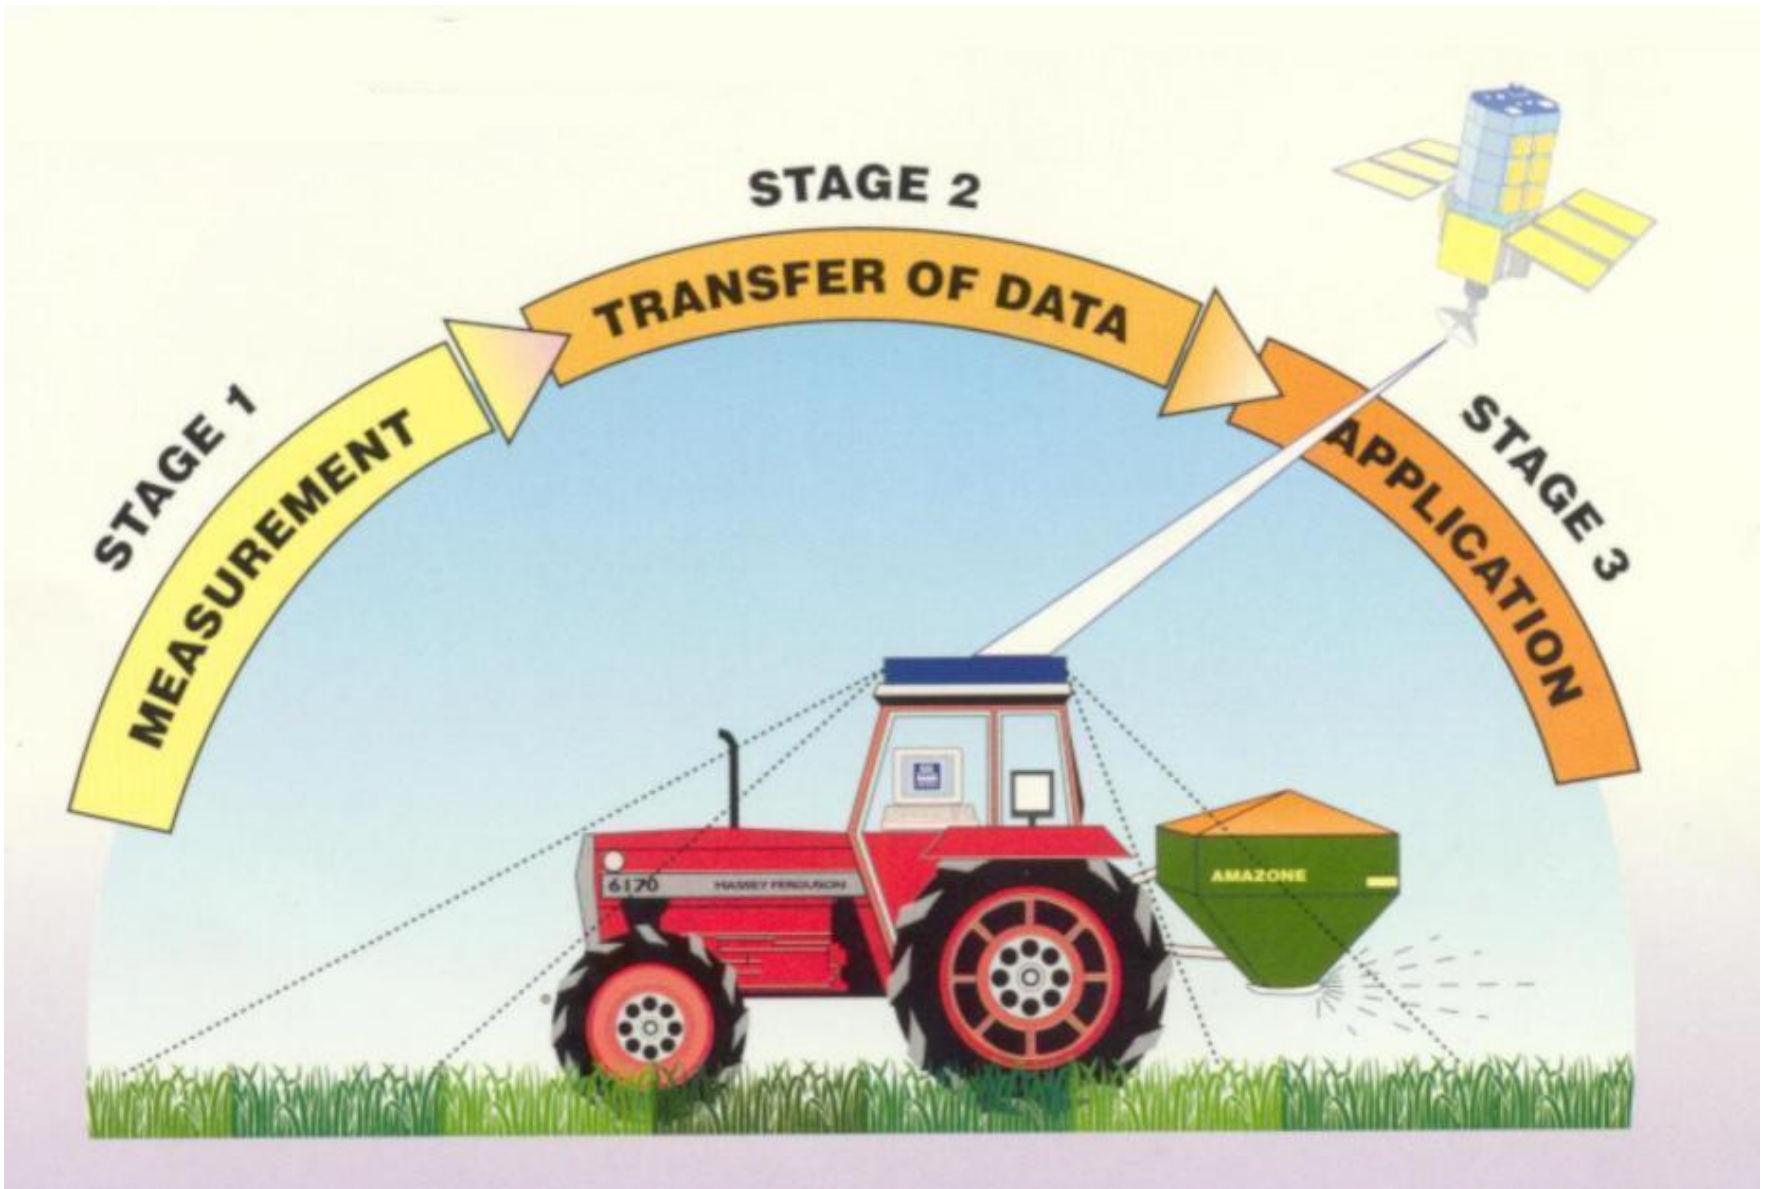 STAGE 1
MEASUREMENT
STAGE 2
TRANSFER OF DATA
STAGE 3
APPLICATION
6170 MASSEY FERGUSON
AMAZONE